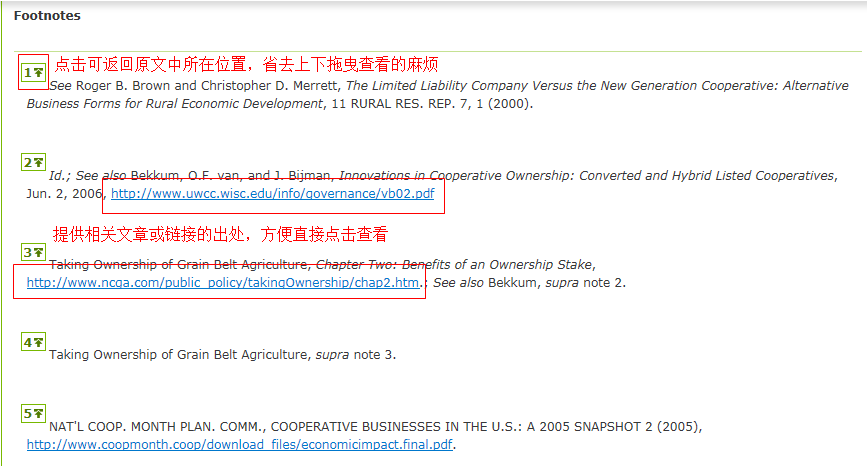 Footnotes
1 点击可返回原文中所在位置，省去上下拖曳查看的麻烦
See Roger B. Brown and Christopher D. Merrett, The Limited Liability Company Versus the New Generation Cooperative: Alternative
Business Forms for Rural Economic Development, 11 RURAL RES. REP. 7, 1 (2000).
2
Id.; See also Bekkum, O.F. van, and J. Bijman, Innovations in Cooperative Ownership: Converted and Hybrid Listed Cooperatives,
Jun. 2, 2006, http://www.uwcc.wisc.edu/info/governance/vb02.pdf
提供相关文章或链接的出处，方便直接点击查看
3
Taking Ownership of Grain Belt Agriculture, Chapter Two: Benefits of an Ownership Stake,
http://www.ncga.com/public_policy/takingOwnership/chap2.htm.; See also Bekkum, supra note 2.
4
Taking Ownership of Grain Belt Agriculture, supra note 3.
5
NAT'L COOP. MONTH PLAN. COMM., COOPERATIVE BUSINESSES IN THE U.S.: A 2005 SNAPSHOT 2 (2005),
http://www.coopmonth.coop/download_files/economicimpact.final.pdf.